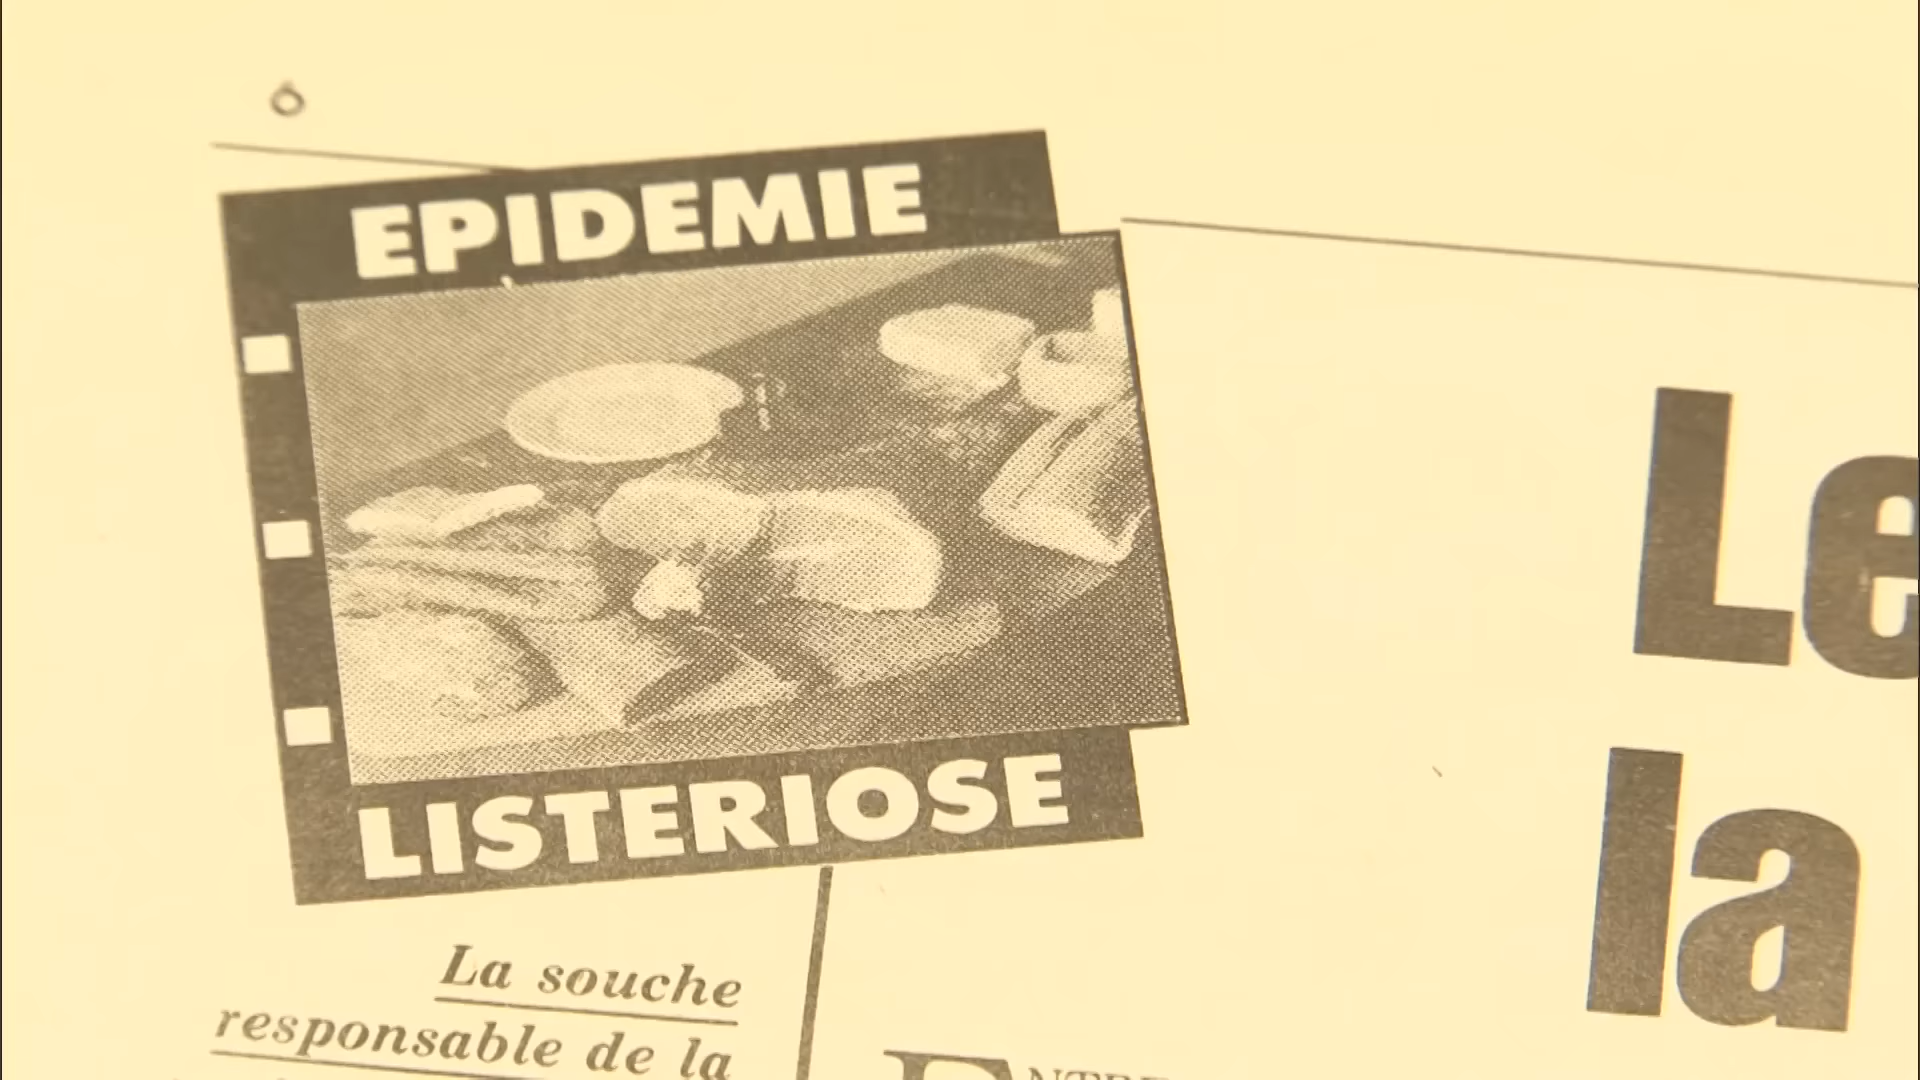 6
EPIDEMIE
LISTERIOSE
La souche
responsable de la
Le
la